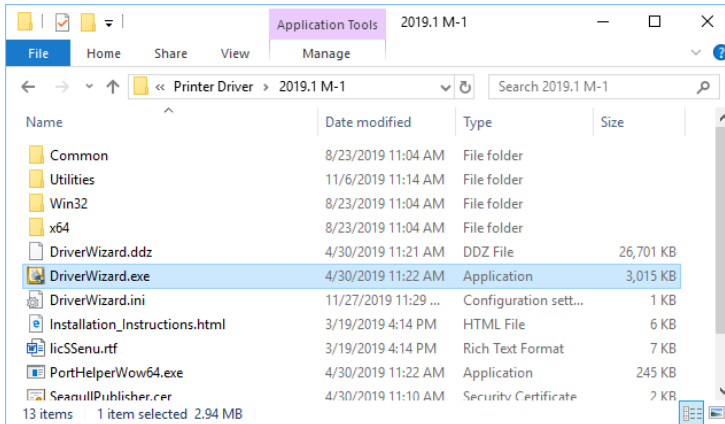 Application Tools 2019.1 M-1
File Home Share View Manage
« Printer Driver > 2019.1 M-1 Search 2019.1 M-1
Name Date modified Type Size
Common 8/23/2019 11:04 AM File folder
Utilities 11/6/2019 11:14 AM File folder
Win32 8/23/2019 11:04 AM File folder
x64 8/23/2019 11:04 AM File folder
DriverWizard.ddz 4/30/2019 11:21 AM DDZ File 26,701 KB
DriverWizard.exe 4/30/2019 11:22 AM Application 3,015 KB
DriverWizard.ini 11/27/2019 11:29 ... Configuration sett... 1 KB
Installation_Instructions.html 3/19/2019 4:14 PM HTML File 6 KB
licSSenu.rtf 3/19/2019 4:14 PM Rich Text Format 7 KB
PortHelperWow64.exe 4/30/2019 11:22 AM Application 245 KB
SeagullPublisher.cer 4/30/2019 11:10 AM Security Certificate 2 KB
13 items 1 item selected 2.94 MB